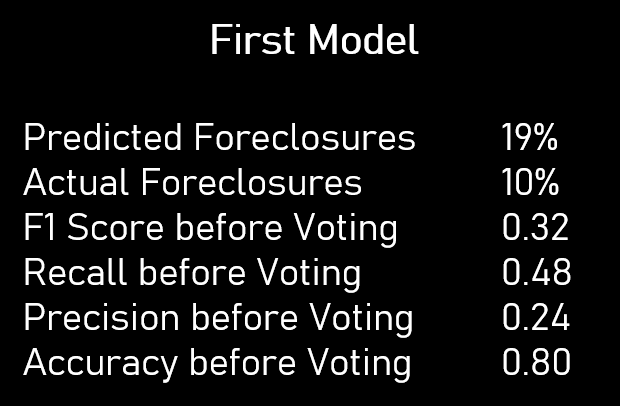 First Model
Predicted Foreclosures 19%
Actual Foreclosures 10%
F1 Score before Voting 0.32
Recall before Voting 0.48
Precision before Voting 0.24
Accuracy before Voting 0.80